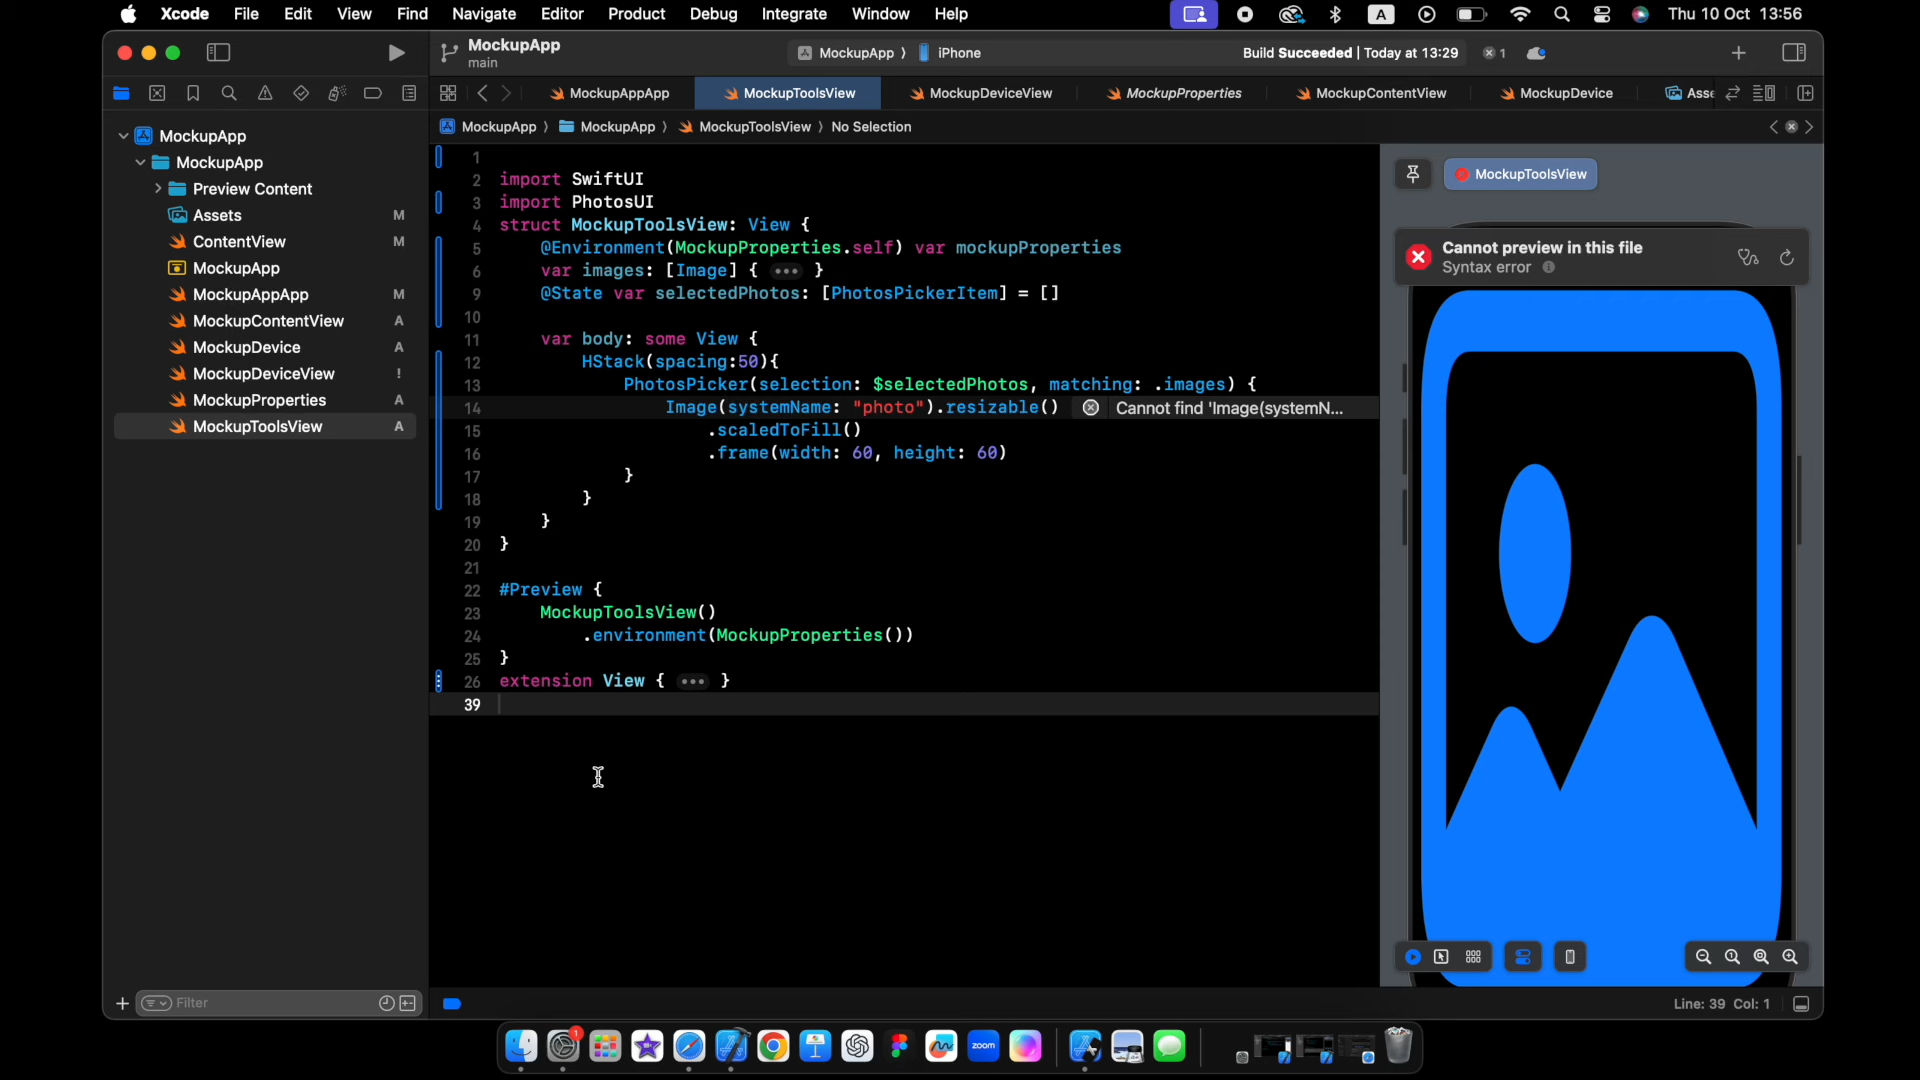 Xcode File Edit View Find Navigate Editor Product Debug Integrate Window Help A Thu 10 Oct 13:56
MockupApp
main
MockupApp 〉 iPhone
Build Succeeded | Today at 13:29 1
MockupAppApp MockupToolsView MockupDeviceView MockupProperties MockupContentView MockupDevice Asse
MockupApp 〉 MockupApp 〉 MockupToolsView 〉 No Selection
MockupApp
MockupApp
Preview Content
Assets M
ContentView M
MockupApp
MockupAppApp M
MockupContentView A
MockupDevice A
MockupDeviceView !
MockupProperties A
MockupToolsView A
1
2 import SwiftUI
3 import PhotosUI
4 struct MockupToolsView: View {
5 @Environment(MockupProperties.self) var mockupProperties
6 var images: [Image] { ••• }
9 @State var selectedPhotos: [PhotosPickerItem] = []
10
11 var body: some View {
12 HStack(spacing:50){
13 PhotosPicker(selection: $selectedPhotos, matching: .images) {
14 Image(systemName: "photo").resizable() Cannot find 'Image(systemN...
15 .scaledToFill()
16 .frame(width: 60, height: 60)
17 }
18 }
19 }
20 }
21
22 #Preview {
23 MockupToolsView()
24 .environment(MockupProperties())
25 }
26 extension View { ••• }
39
MockupToolsView
Cannot preview in this file
Syntax error
Filter
Line: 39 Col: 1
1
zoom